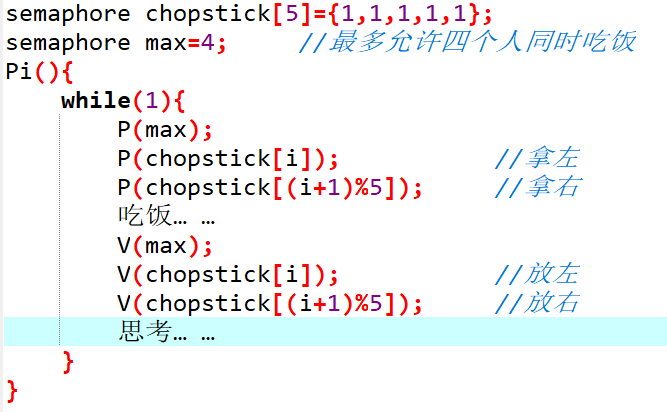 semaphore chopstick[5]={1,1,1,1,1};
semaphore max=4; //最多允许四个人同时吃饭
Pi(){
while(1){
P(max);
P(chopstick[i]); //拿左
P(chopstick[(i+1)%5]); //拿右
吃饭… …
V(max);
V(chopstick[i]); //放左
V(chopstick[(i+1)%5]); //放右
思考… …
}
}